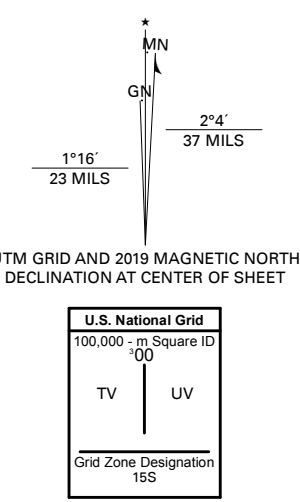 MN
GN
2°4´
37 MILS
1°16´
23 MILS
UTM GRID AND 2019 MAGNETIC NORTH
DECLINATION AT CENTER OF SHEET
U.S. National Grid
100,000 - m Square ID
³00
TV UV
Grid Zone Designation
15S